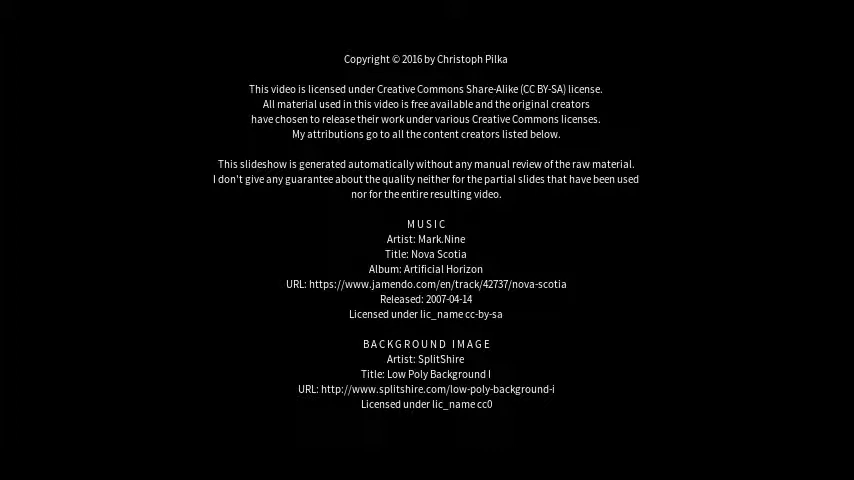 Copyright © 2016 by Christoph Pilka
This video is licensed under Creative Commons Share-Alike (CC BY-SA) license.
All material used in this video is free available and the original creators
have chosen to release their work under various Creative Commons licenses.
My attributions go to all the content creators listed below.
This slideshow is generated automatically without any manual review of the raw material.
I don't give any guarantee about the quality neither for the partial slides that have been used
nor for the entire resulting video.
MUSIC
Artist: Mark.Nine
Title: Nova Scotia
Album: Artificial Horizon
URL: https://www.jamendo.com/en/track/42737/nova-scotia
Released: 2007-04-14
Licensed under lic_name cc-by-sa
BACKGROUND IMAGE
Artist: SplitShire
Title: Low Poly Background I
URL: http://www.splitshire.com/low-poly-background-i
Licensed under lic_name cc0